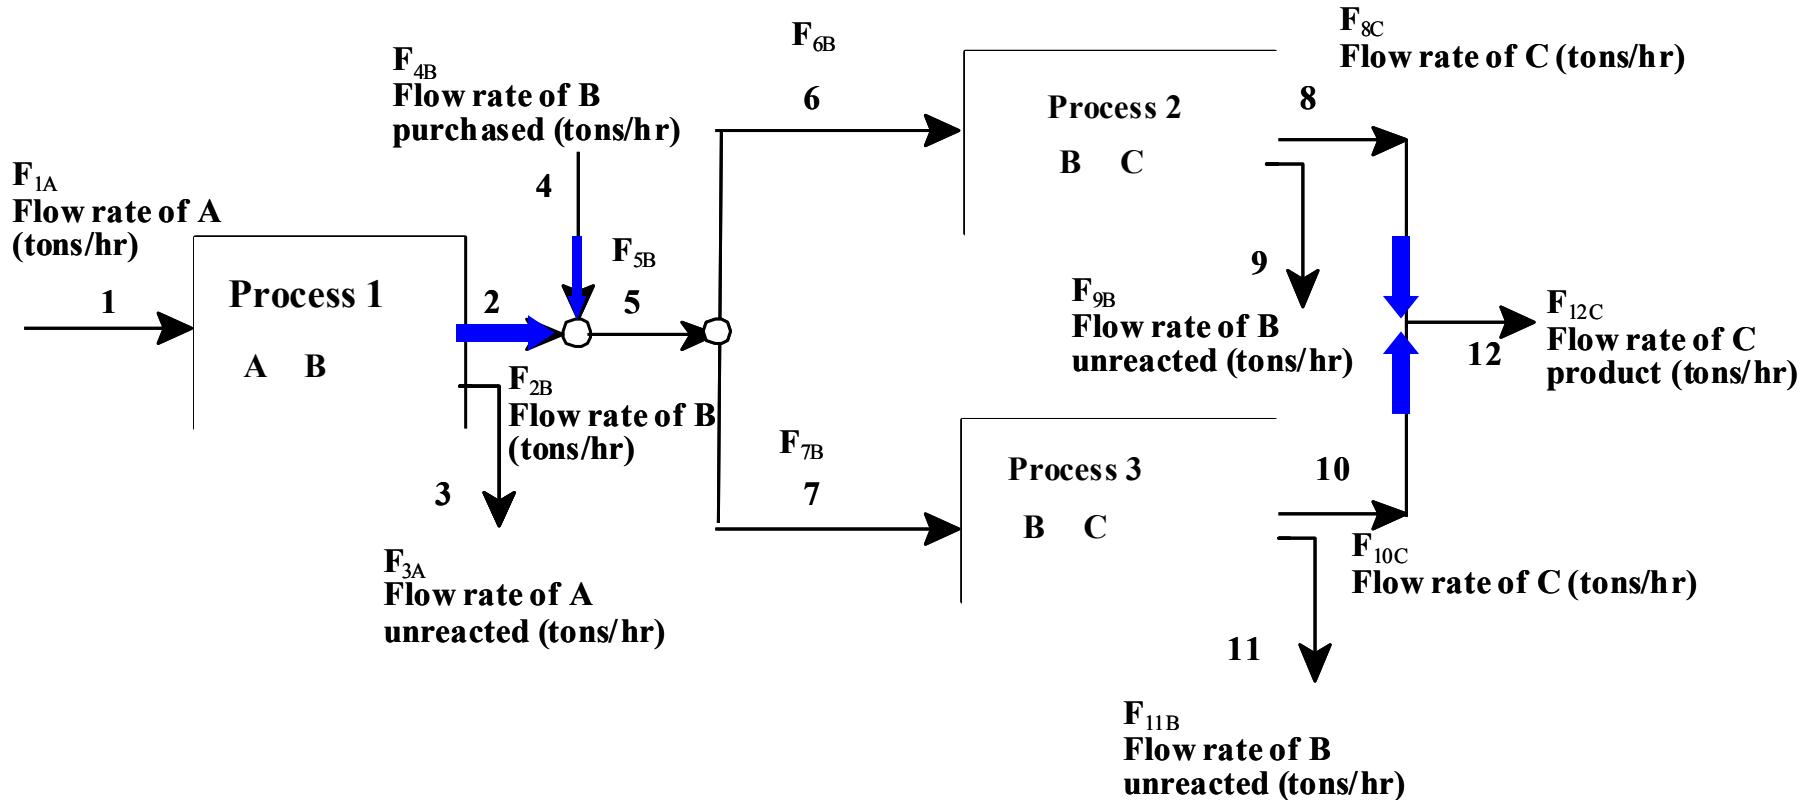 F1A
Flow rate of A
(tons/hr)
1
Process 1
A B
F4B
Flow rate of B
purchased (tons/hr)
4
2
F2B
Flow rate of B
(tons/hr)
3
F3A
Flow rate of A
unreacted (tons/hr)
F5B
5
F6B
6
F7B
7
Process 2
B C
8
F8C
Flow rate of C (tons/hr)
9
F9B
Flow rate of B
unreacted (tons/hr)
Process 3
B C
10
F10C
Flow rate of C (tons/hr)
11
F11B
Flow rate of B
unreacted (tons/hr)
12
F12C
Flow rate of C
product (tons/hr)